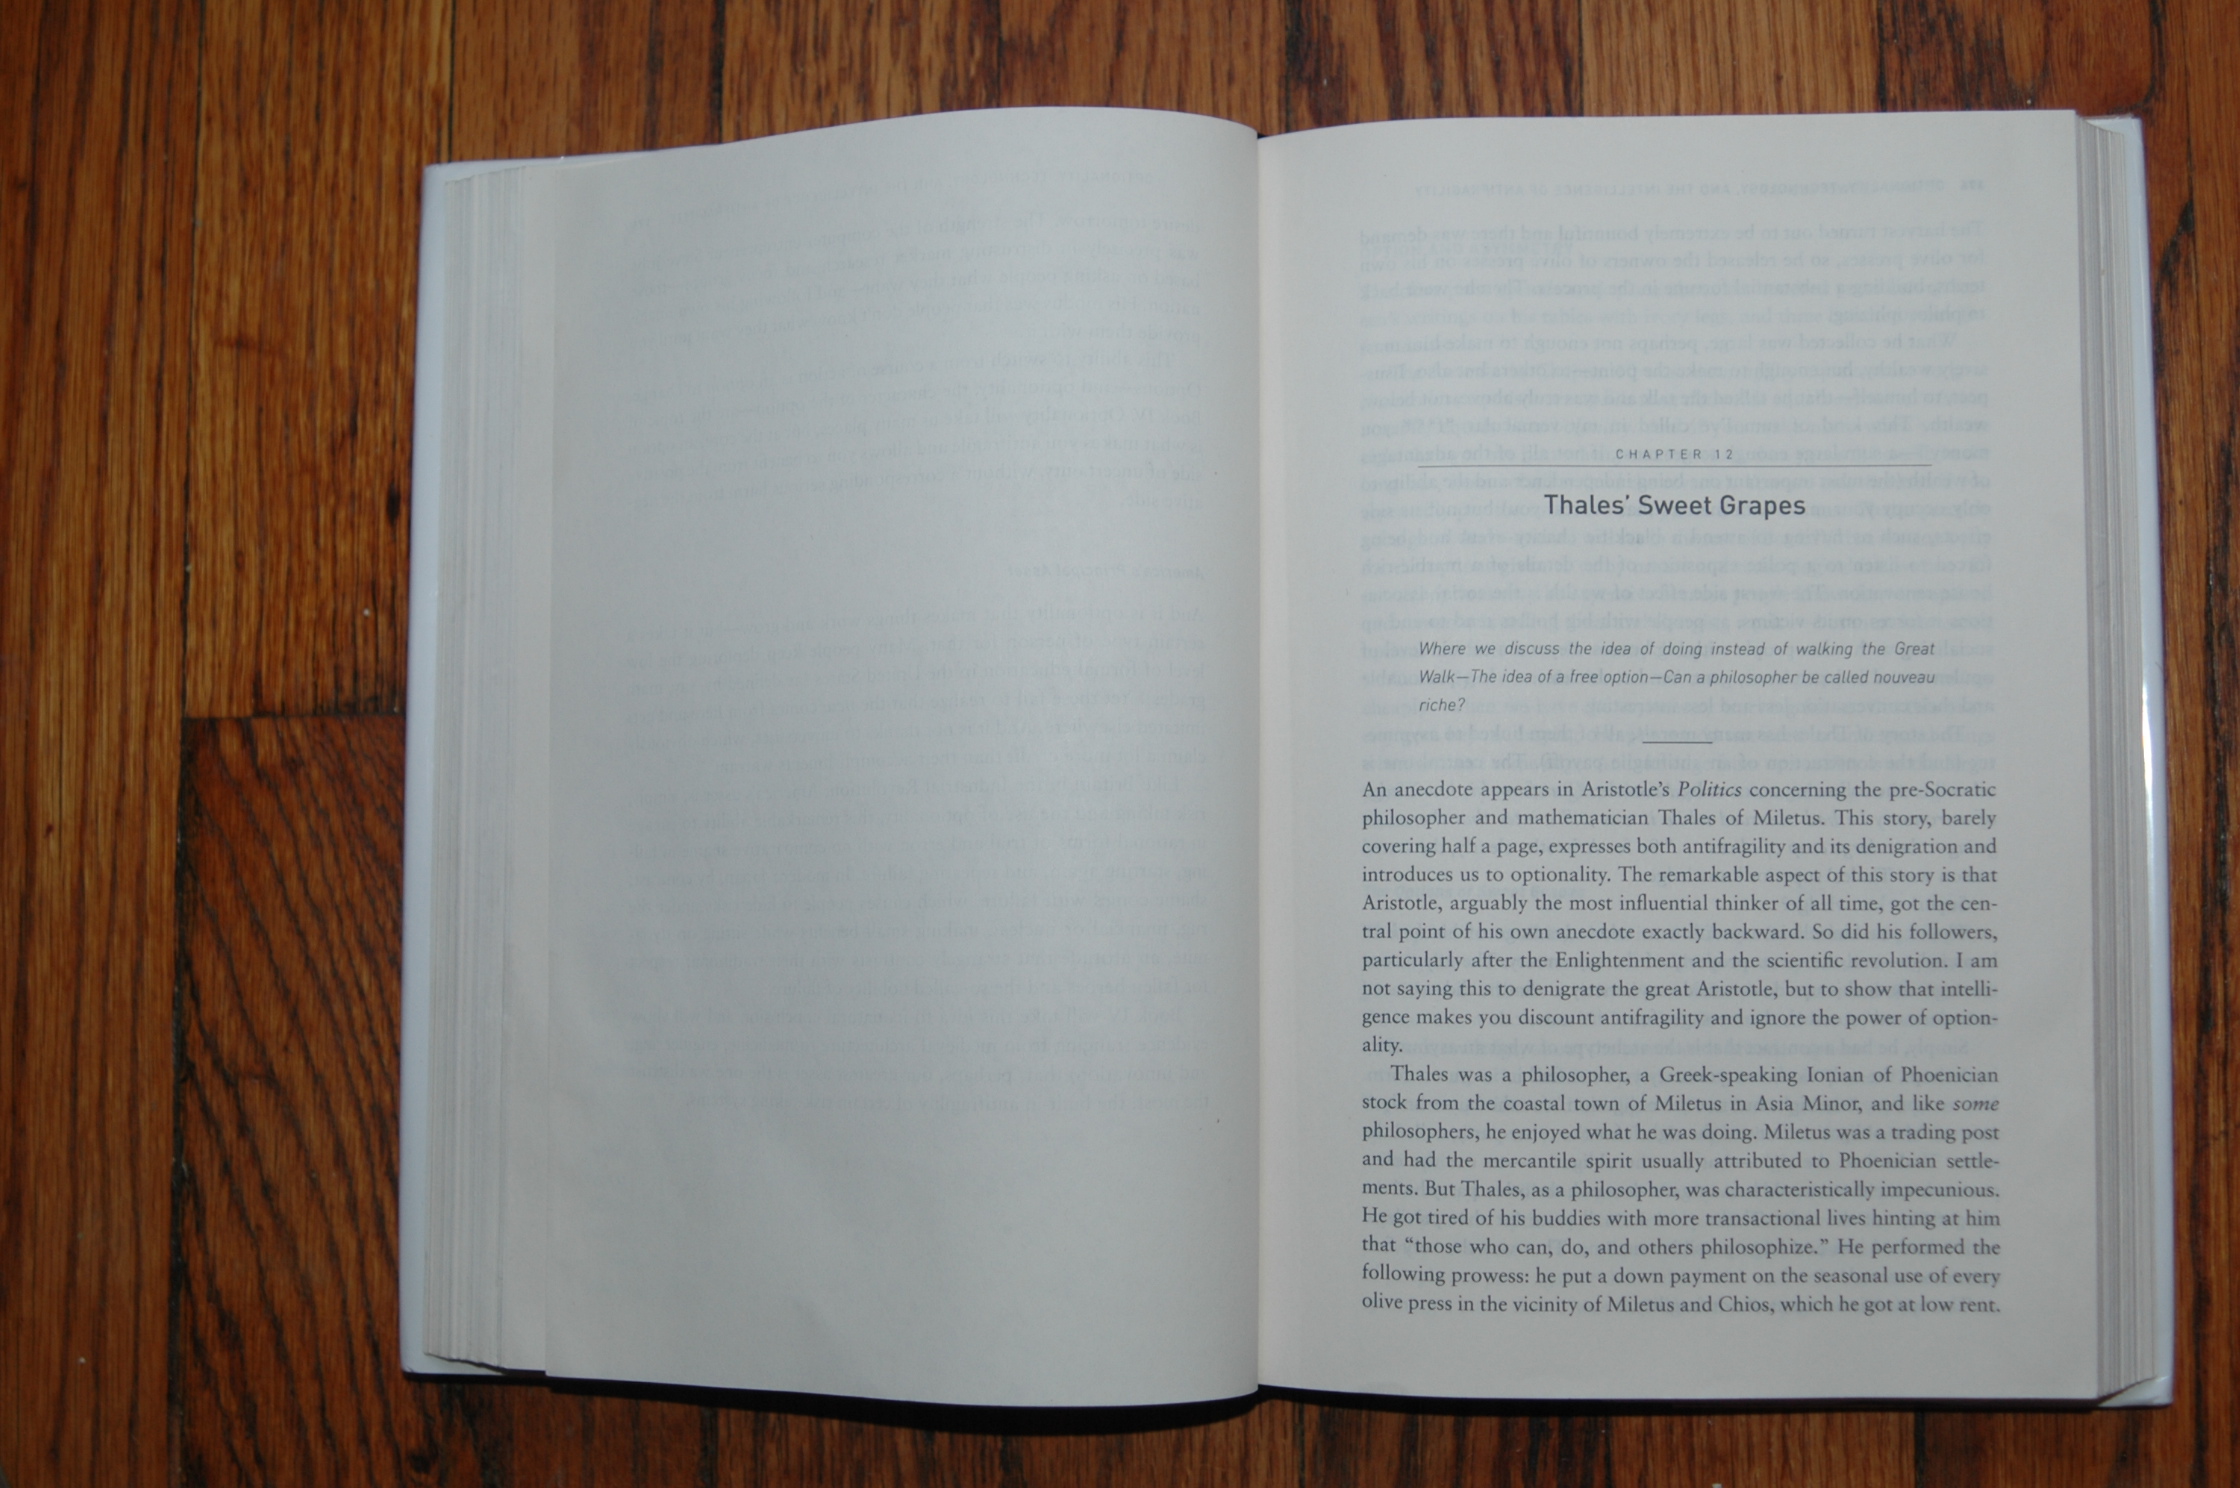 CHAPTER 12
Thales' Sweet Grapes
Where we discuss the idea of doing instead of walking the Great
Walk—The idea of a free option—Can a philosopher be called nouveau
riche?
An anecdote appears in Aristotle's Politics concerning the pre-Socratic
philosopher and mathematician Thales of Miletus. This story, barely
covering half a page, expresses both antifragility and its denigration and
introduces us to optionality. The remarkable aspect of this story is that
Aristotle, arguably the most influential thinker of all time, got the cen-
tral point of his own anecdote exactly backward. So did his followers,
particularly after the Enlightenment and the scientific revolution. I am
not saying this to denigrate the great Aristotle, but to show that intelli-
gence makes you discount antifragility and ignore the power of option-
ality.
Thales was a philosopher, a Greek-speaking Ionian of Phoenician
stock from the coastal town of Miletus in Asia Minor, and like some
philosophers, he enjoyed what he was doing. Miletus was a trading post
and had the mercantile spirit usually attributed to Phoenician settle-
ments. But Thales, as a philosopher, was characteristically impecunious.
He got tired of his buddies with more transactional lives hinting at him
that “those who can, do, and others philosophize.” He performed the
following prowess: he put a down payment on the seasonal use of every
olive press in the vicinity of Miletus and Chios, which he got at low rent.